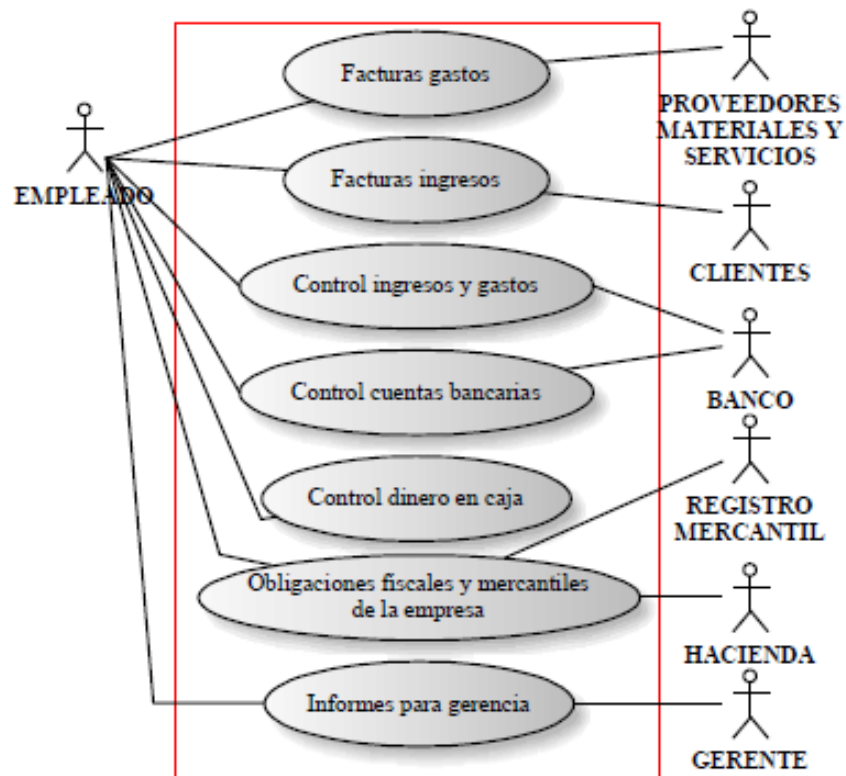 Facturas gastos
PROVEEDORES
MATERIALES Y
SERVICIOS
EMPLEADO
Facturas ingresos
CLIENTES
Control ingresos y gastos
Control cuentas bancarias
BANCO
Control dinero en caja
REGISTRO
MERCANTIL
Obligaciones fiscales y mercantiles
de la empresa
HACIENDA
Informes para gerencia
GERENTE